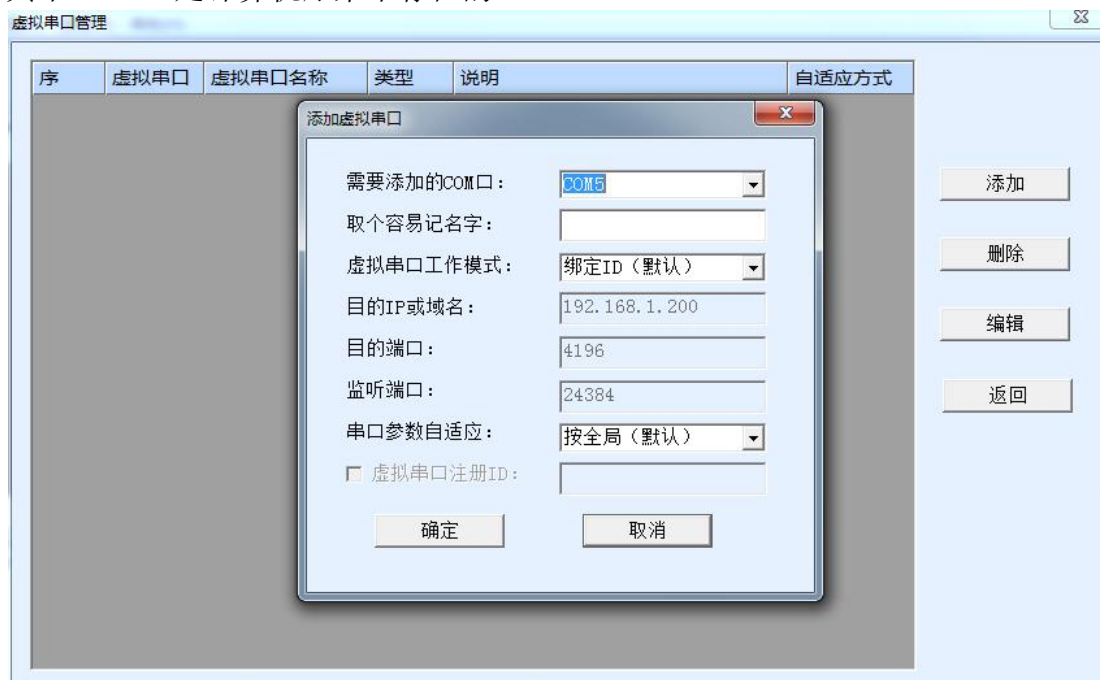 虚拟串口管理
序 虚拟串口 虚拟串口名称 类型 说明 自适应方式
添加虚拟串口
需要添加的COM口： COM5
取个容易记名字：
虚拟串口工作模式： 绑定ID（默认）
目的IP或域名： 192.168.1.200
目的端口： 4196
监听端口： 24384
串口参数自适应： 按全局（默认）
虚拟串口注册ID：
确定 取消
添加
删除
编辑
返回